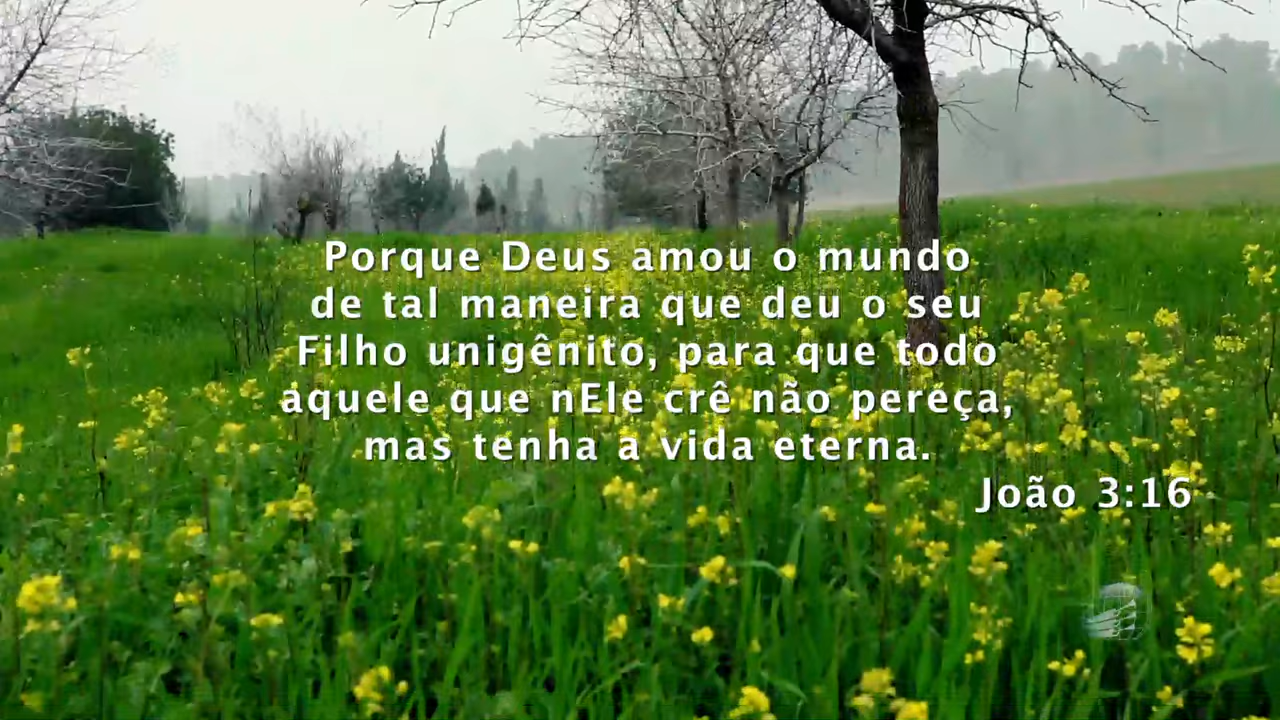 Porque Deus amou o mundo
de tal maneira que deu o seu
Filho unigênito, para que todo
aquele que nEle crê não pereça,
mas tenha a vida eterna.
João 3:16